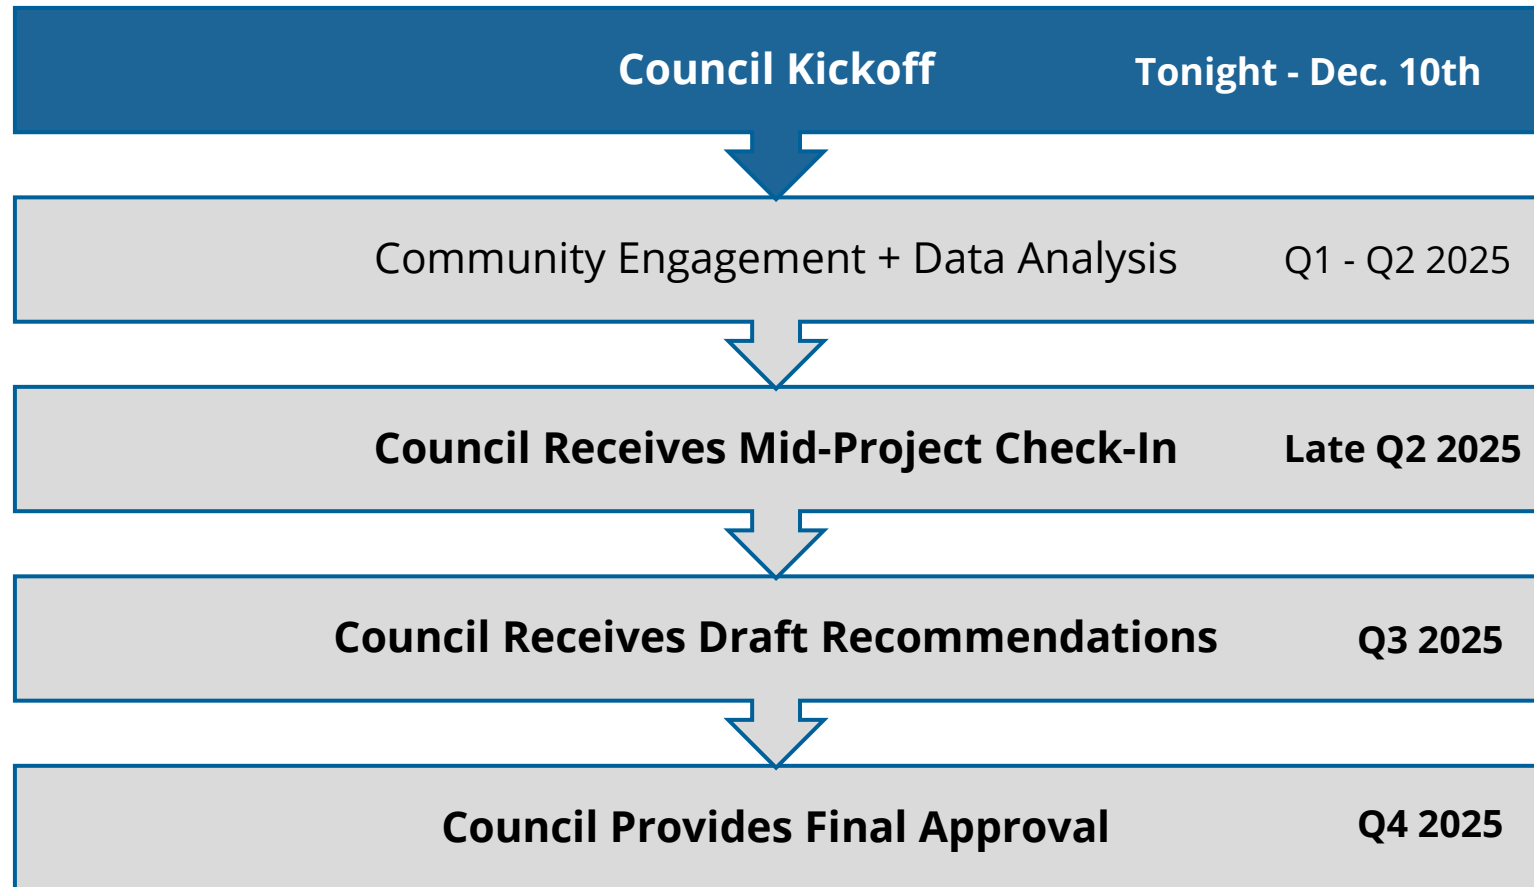 Council Kickoff Tonight - Dec. 10th
Community Engagement + Data Analysis Q1 - Q2 2025
Council Receives Mid-Project Check-In Late Q2 2025
Council Receives Draft Recommendations Q3 2025
Council Provides Final Approval Q4 2025